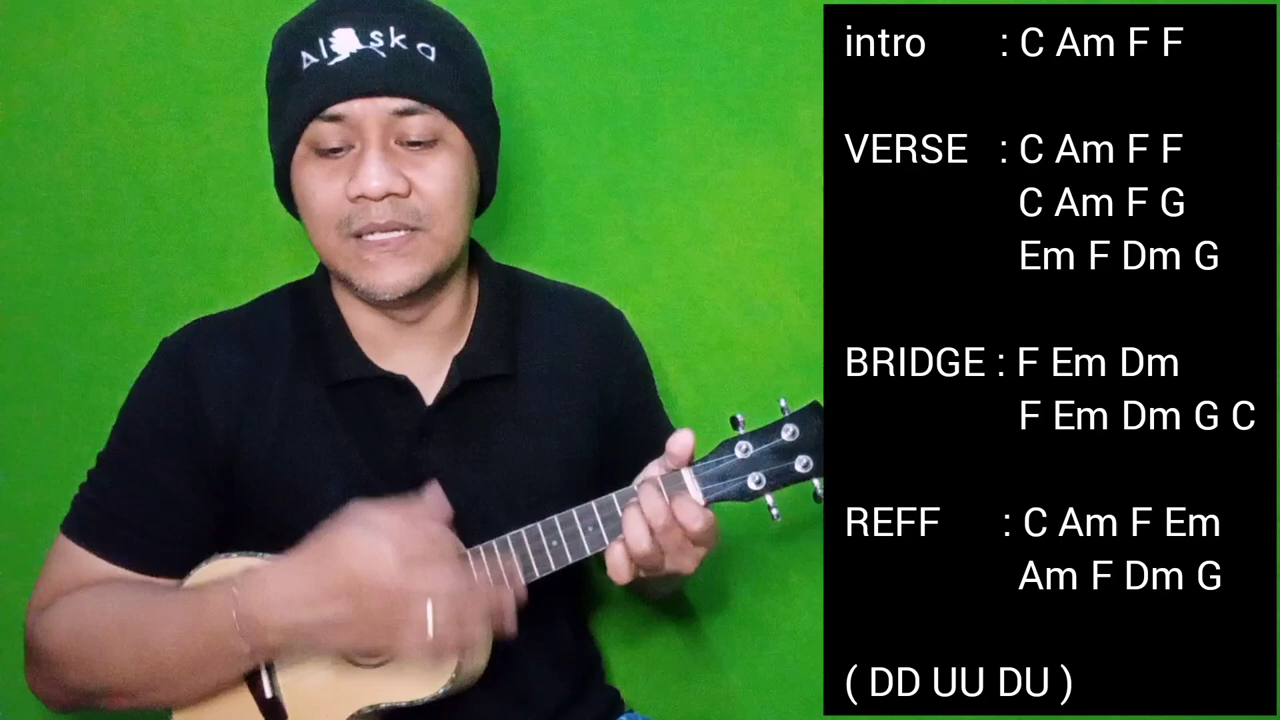 Alaska
intro : C Am F F
VERSE : C Am F F
C Am F G
Em F Dm G
BRIDGE : F Em Dm
F Em Dm G C
REFF : C Am F Em
Am F Dm G
( DD UU DU )